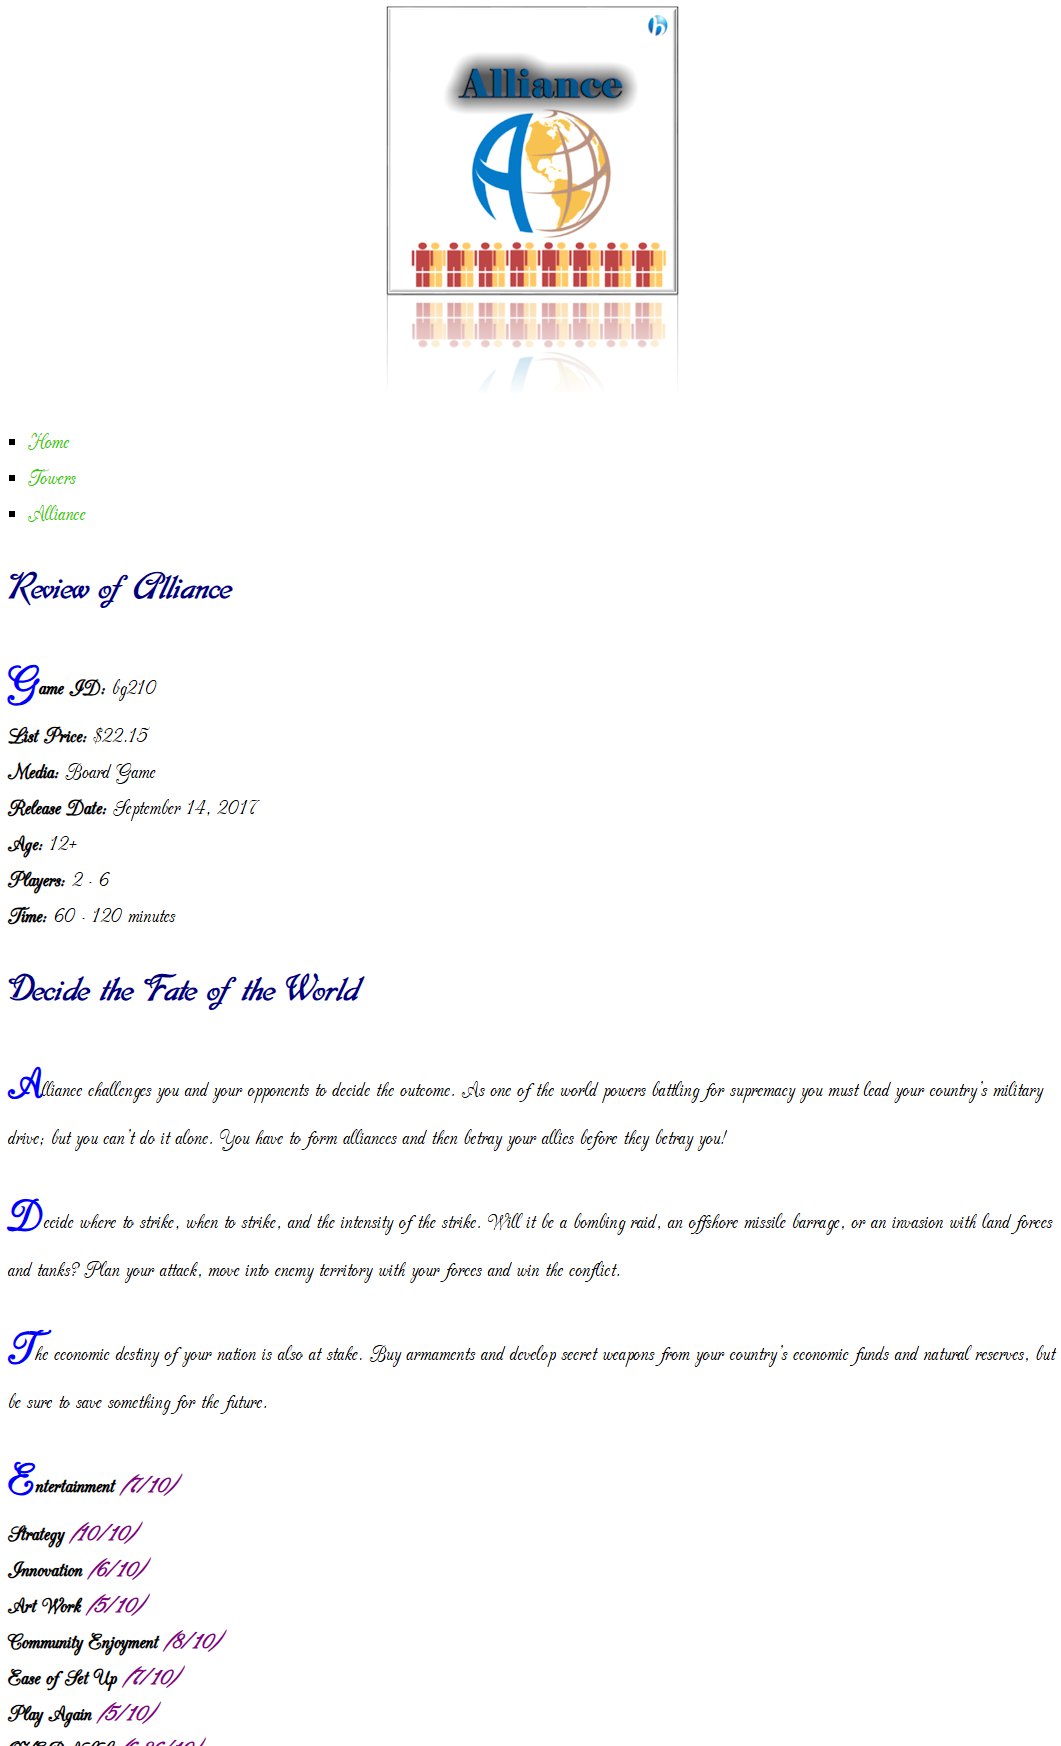 h
Alliance
A
Home
Towers
Alliance
Review of Alliance
Game ID: bg210
List Price: $22.15
Media: Board Game
Release Date: September 14, 2017
Age: 12+
Players: 2 - 6
Time: 60 - 120 minutes
Decide the Fate of the World
Alliance challenges you and your opponents to decide the outcome. As one of the world powers battling for supremacy you must lead your country's military
drive; but you can't do it alone. You have to form alliances and then betray your allies before they betray you!
Decide where to strike, when to strike, and the intensity of the strike. Will it be a bombing raid, an offshore missile barrage, or an invasion with land forces
and tanks? Plan your attack, move into enemy territory with your forces and win the conflict.
The economic destiny of your nation is also at stake. Buy armaments and develop secret weapons from your country's economic funds and natural reserves, but
be sure to save something for the future.
Entertainment (7/10)
Strategy (10/10)
Innovation (6/10)
Art Work (5/10)
Community Enjoyment (8/10)
Ease of Set Up (7/10)
Play Again (5/10)